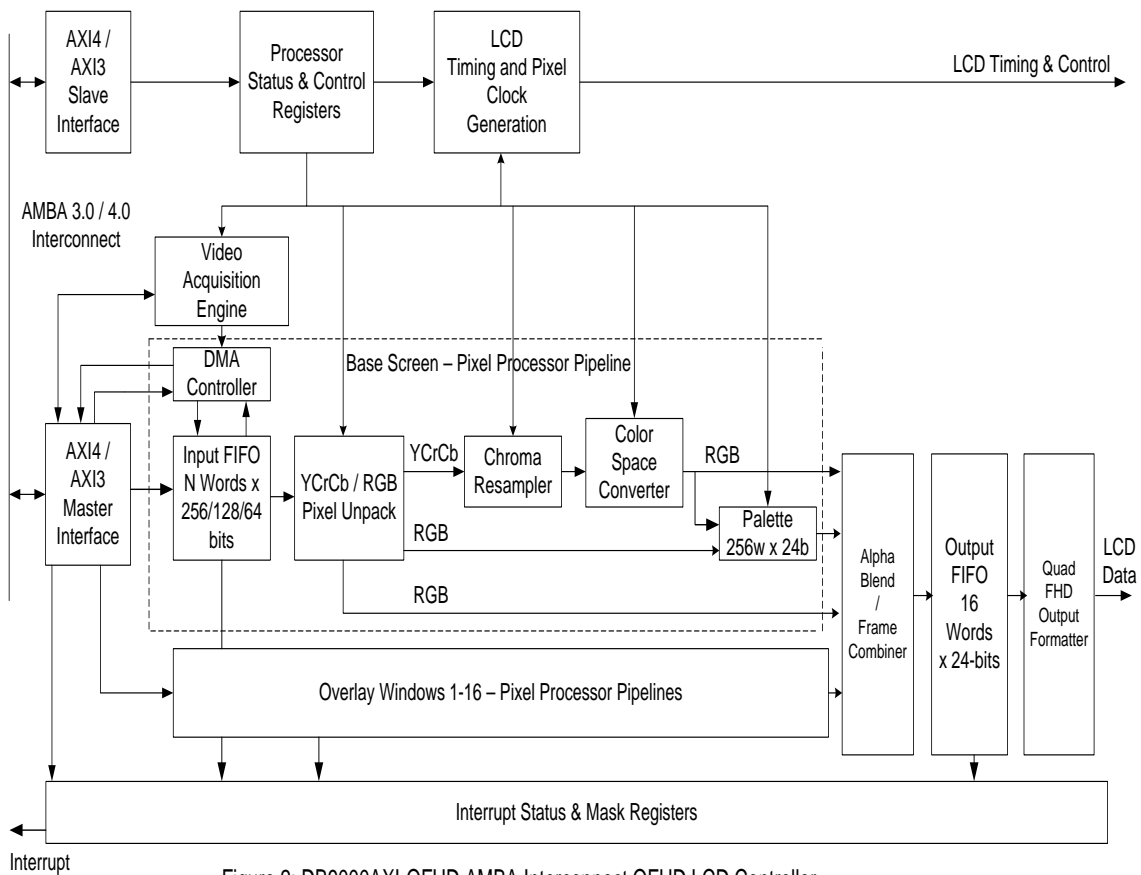 AXI4 /
AXI3
Slave
Interface
Processor
Status & Control
Registers
LCD
Timing and Pixel
Clock
Generation
LCD Timing & Control
AMBA 3.0 / 4.0
Interconnect
Video
Acquisition
Engine
DMA
Controller
Base Screen – Pixel Processor Pipeline
AXI4 /
AXI3
Master
Interface
Input FIFO
N Words x
256/128/64
bits
YCrCb / RGB
Pixel Unpack
YCrCb
Chroma
Resampler
Color
Space
Converter
RGB
RGB
Palette
256w x 24b
RGB
Alpha
Blend
/
Frame
Combiner
Output
FIFO
16
Words
x 24-bits
Quad
FHD
Output
Formatter
LCD
Data
Overlay Windows 1-16 – Pixel Processor Pipelines
Interrupt Status & Mask Registers
Interrupt